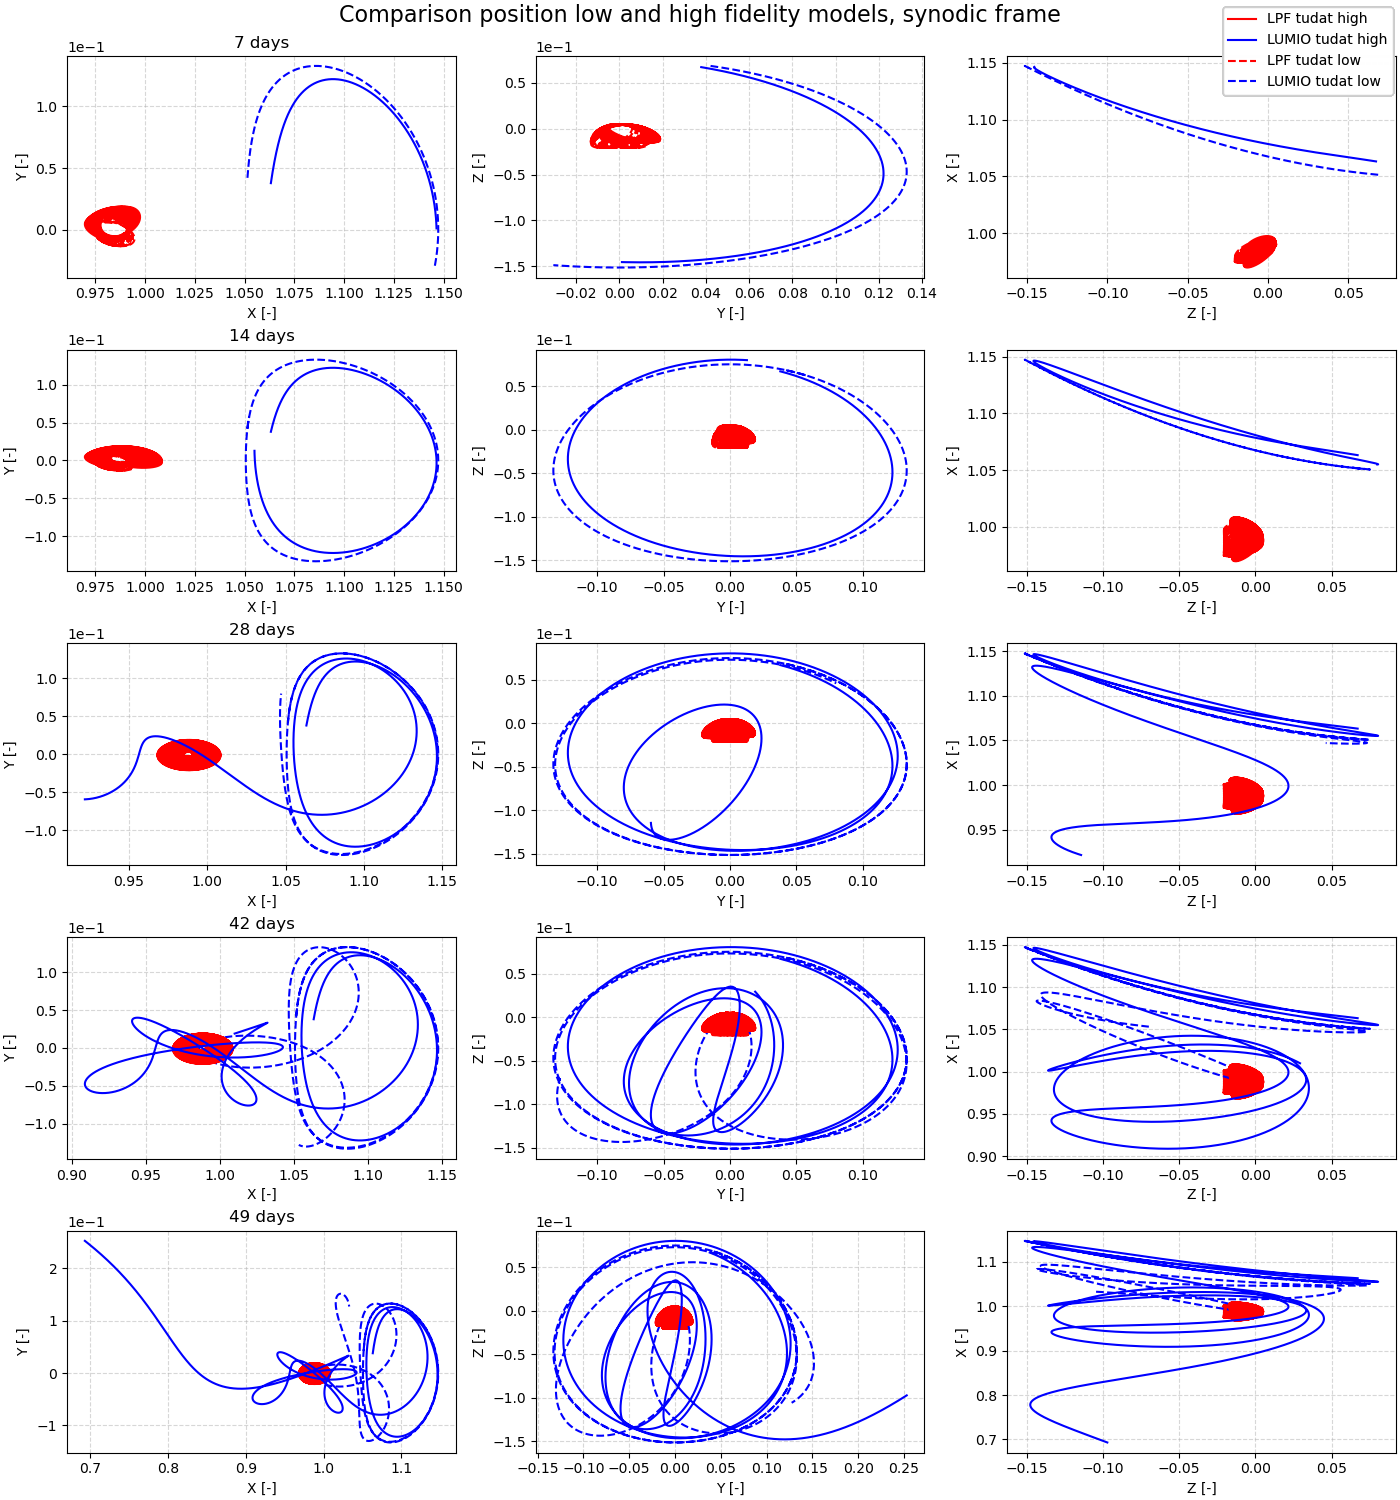 Comparison position low and high fidelity models, synodic frame
LPF tudat high
LUMIO tudat high
LPF tudat low
LUMIO tudat low
7 days
1e−1
Y [-]
1.0
0.5
0.0
0.975 1.000 1.025 1.050 1.075 1.100 1.125 1.150
X [-]
1e−1
Z [-]
0.5
0.0
−0.5
−1.0
−1.5
−0.02 0.00 0.02 0.04 0.06 0.08 0.10 0.12 0.14
Y [-]
X [-]
1.15
1.10
1.05
1.00
−0.15 −0.10 −0.05 0.00 0.05
Z [-]
14 days
1e−1
Y [-]
1.0
0.5
0.0
−0.5
−1.0
0.975 1.000 1.025 1.050 1.075 1.100 1.125 1.150
X [-]
1e−1
Z [-]
0.5
0.0
−0.5
−1.0
−1.5
−0.10 −0.05 0.00 0.05 0.10
Y [-]
X [-]
1.15
1.10
1.05
1.00
−0.15 −0.10 −0.05 0.00 0.05
Z [-]
28 days
1e−1
Y [-]
1.0
0.5
0.0
−0.5
−1.0
0.95 1.00 1.05 1.10 1.15
X [-]
1e−1
Z [-]
0.5
0.0
−0.5
−1.0
−1.5
−0.10 −0.05 0.00 0.05 0.10
Y [-]
X [-]
1.15
1.10
1.05
1.00
0.95
−0.15 −0.10 −0.05 0.00 0.05
Z [-]
42 days
1e−1
Y [-]
1.0
0.5
0.0
−0.5
−1.0
0.90 0.95 1.00 1.05 1.10 1.15
X [-]
1e−1
Z [-]
0.5
0.0
−0.5
−1.0
−1.5
−0.10 −0.05 0.00 0.05 0.10
Y [-]
X [-]
1.15
1.10
1.05
1.00
0.95
0.90
−0.15 −0.10 −0.05 0.00 0.05
Z [-]
49 days
1e−1
Y [-]
2
1
0
−1
0.7 0.8 0.9 1.0 1.1
X [-]
1e−1
Z [-]
0.5
0.0
−0.5
−1.0
−1.5
−0.15 −0.10 −0.05 0.00 0.05 0.10 0.15 0.20 0.25
Y [-]
X [-]
1.1
1.0
0.9
0.8
0.7
−0.15 −0.10 −0.05 0.00 0.05
Z [-]